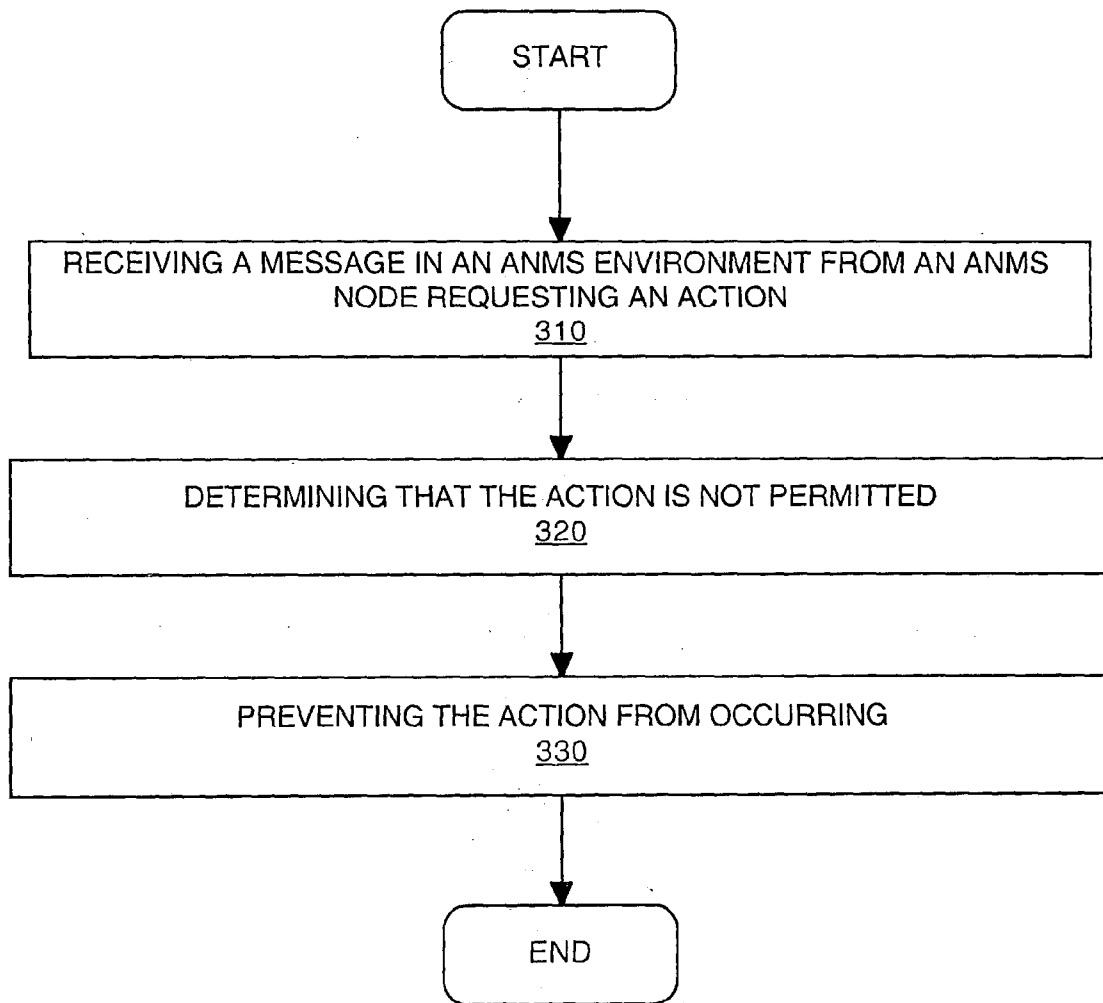 START
RECEIVING A MESSAGE IN AN ANMS ENVIRONMENT FROM AN ANMS
NODE REQUESTING AN ACTION
310
DETERMINING THAT THE ACTION IS NOT PERMITTED
320
PREVENTING THE ACTION FROM OCCURRING
330
END